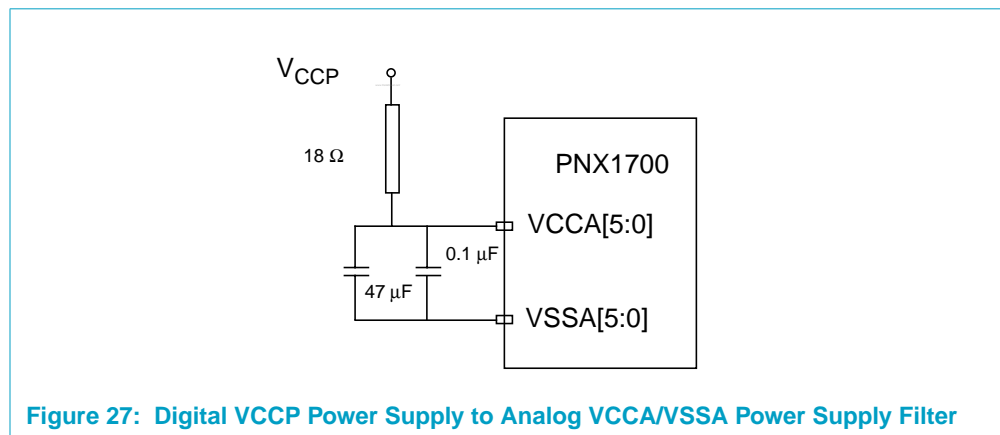 VCCP
18 Ω
PNX1700
VCCA[5:0]
0.1 μF
47 μF
VSSA[5:0]
Figure 27: Digital VCCP Power Supply to Analog VCCA/VSSA Power Supply Filter